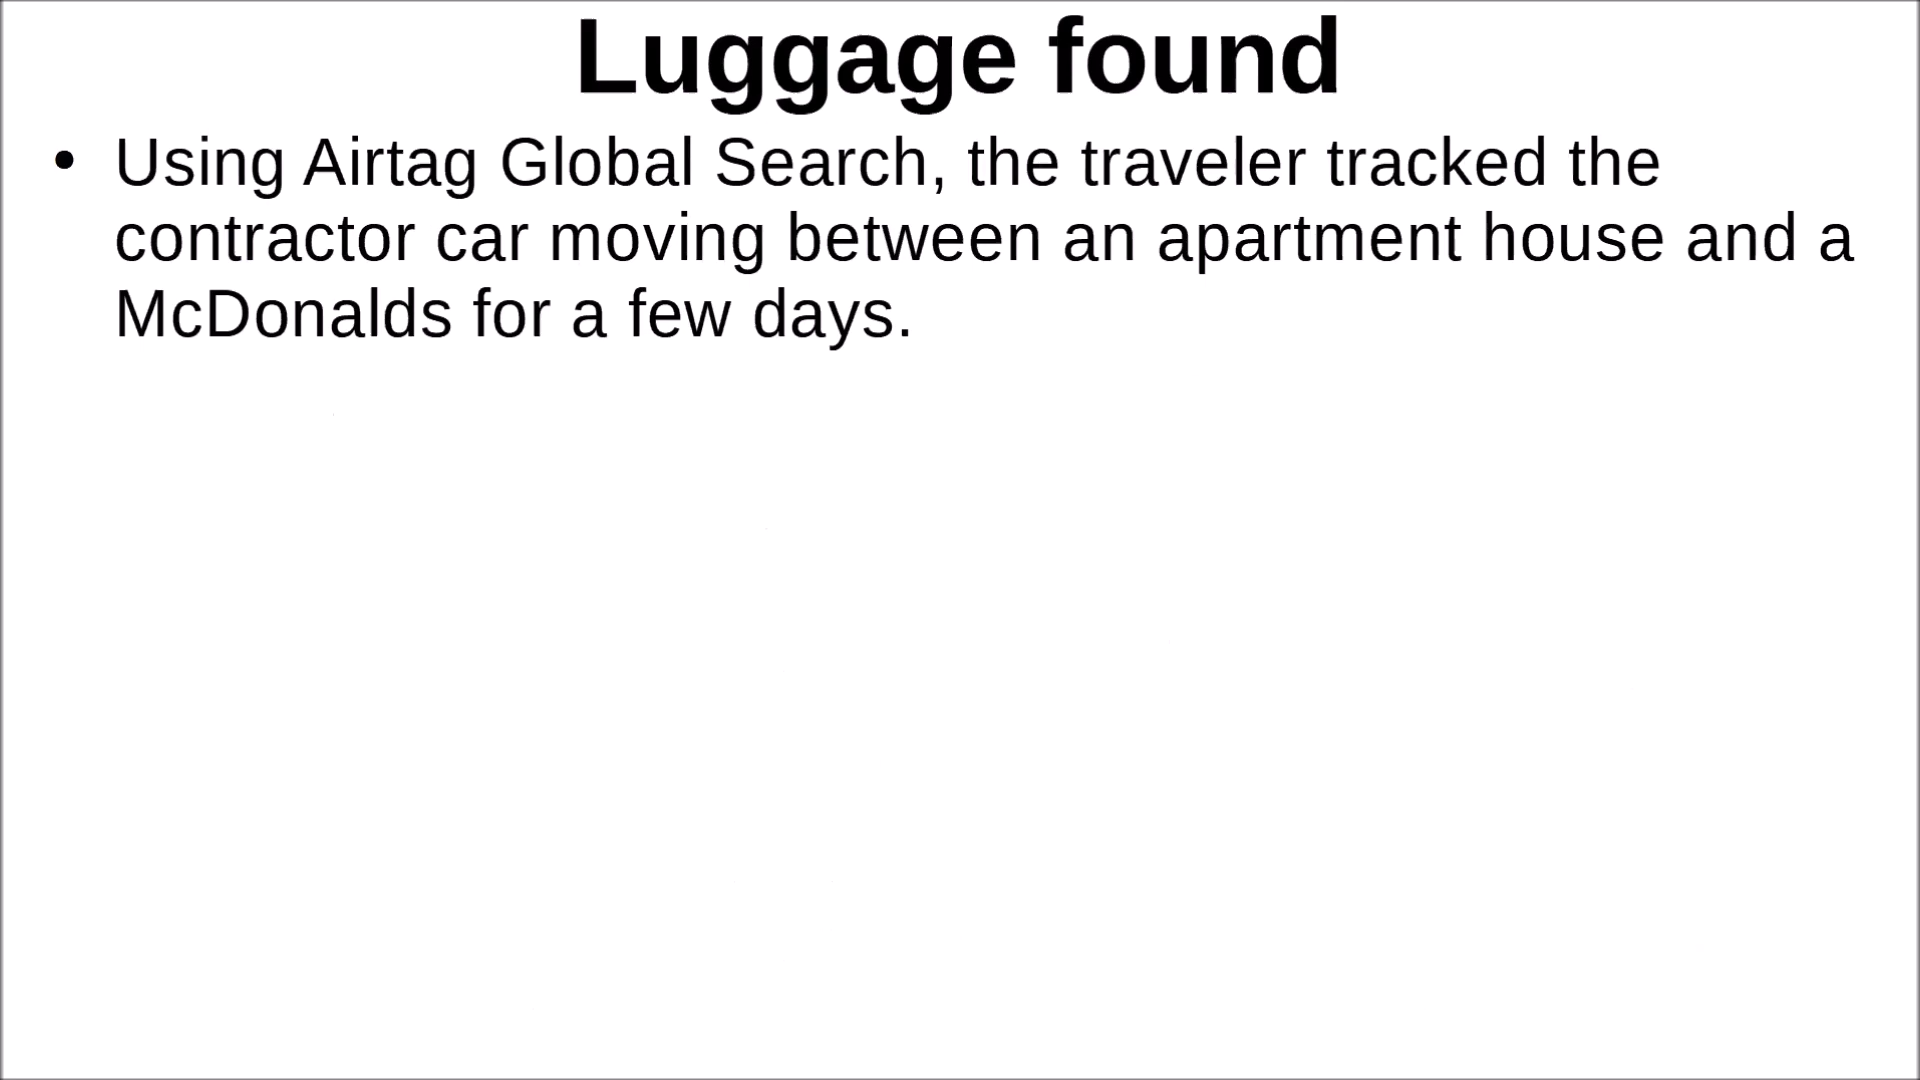 Luggage found
• Using Airtag Global Search, the traveler tracked the
contractor car moving between an apartment house and a
McDonalds for a few days.